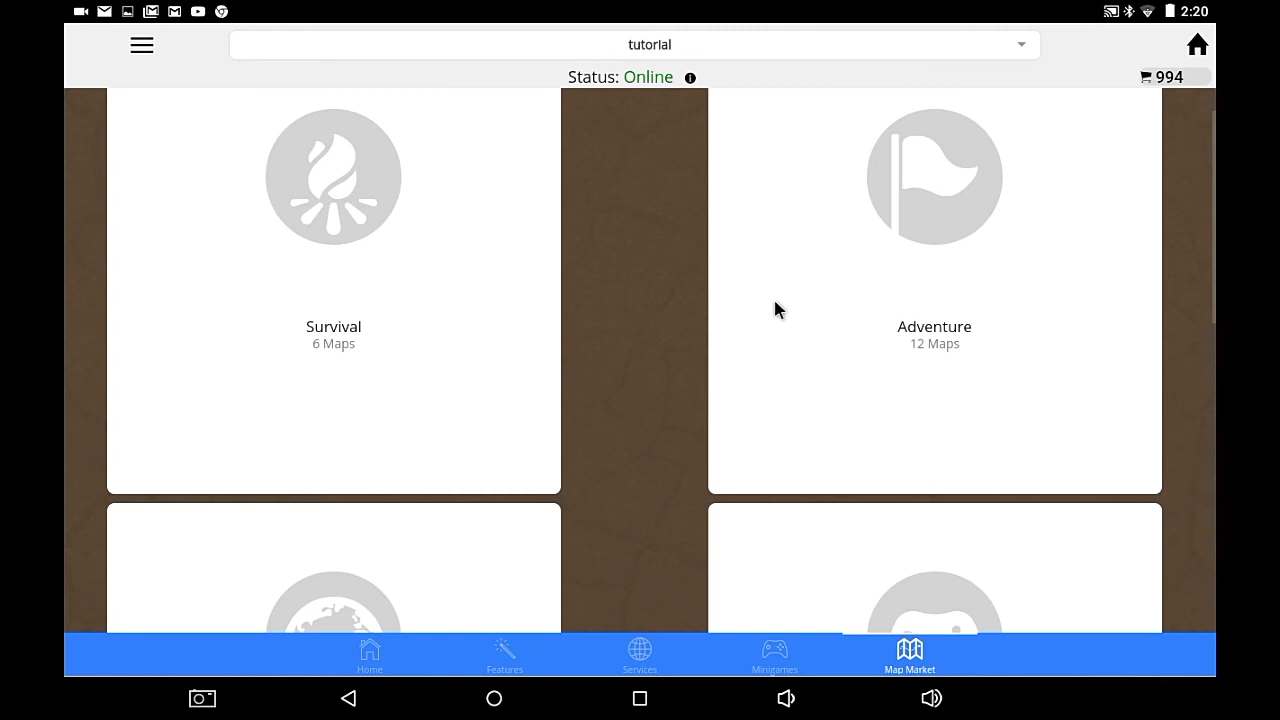 2:20
tutorial
Status: Online
994
Survival
6 Maps
Adventure
12 Maps
Home
Features
Services
Minigames
Map Market